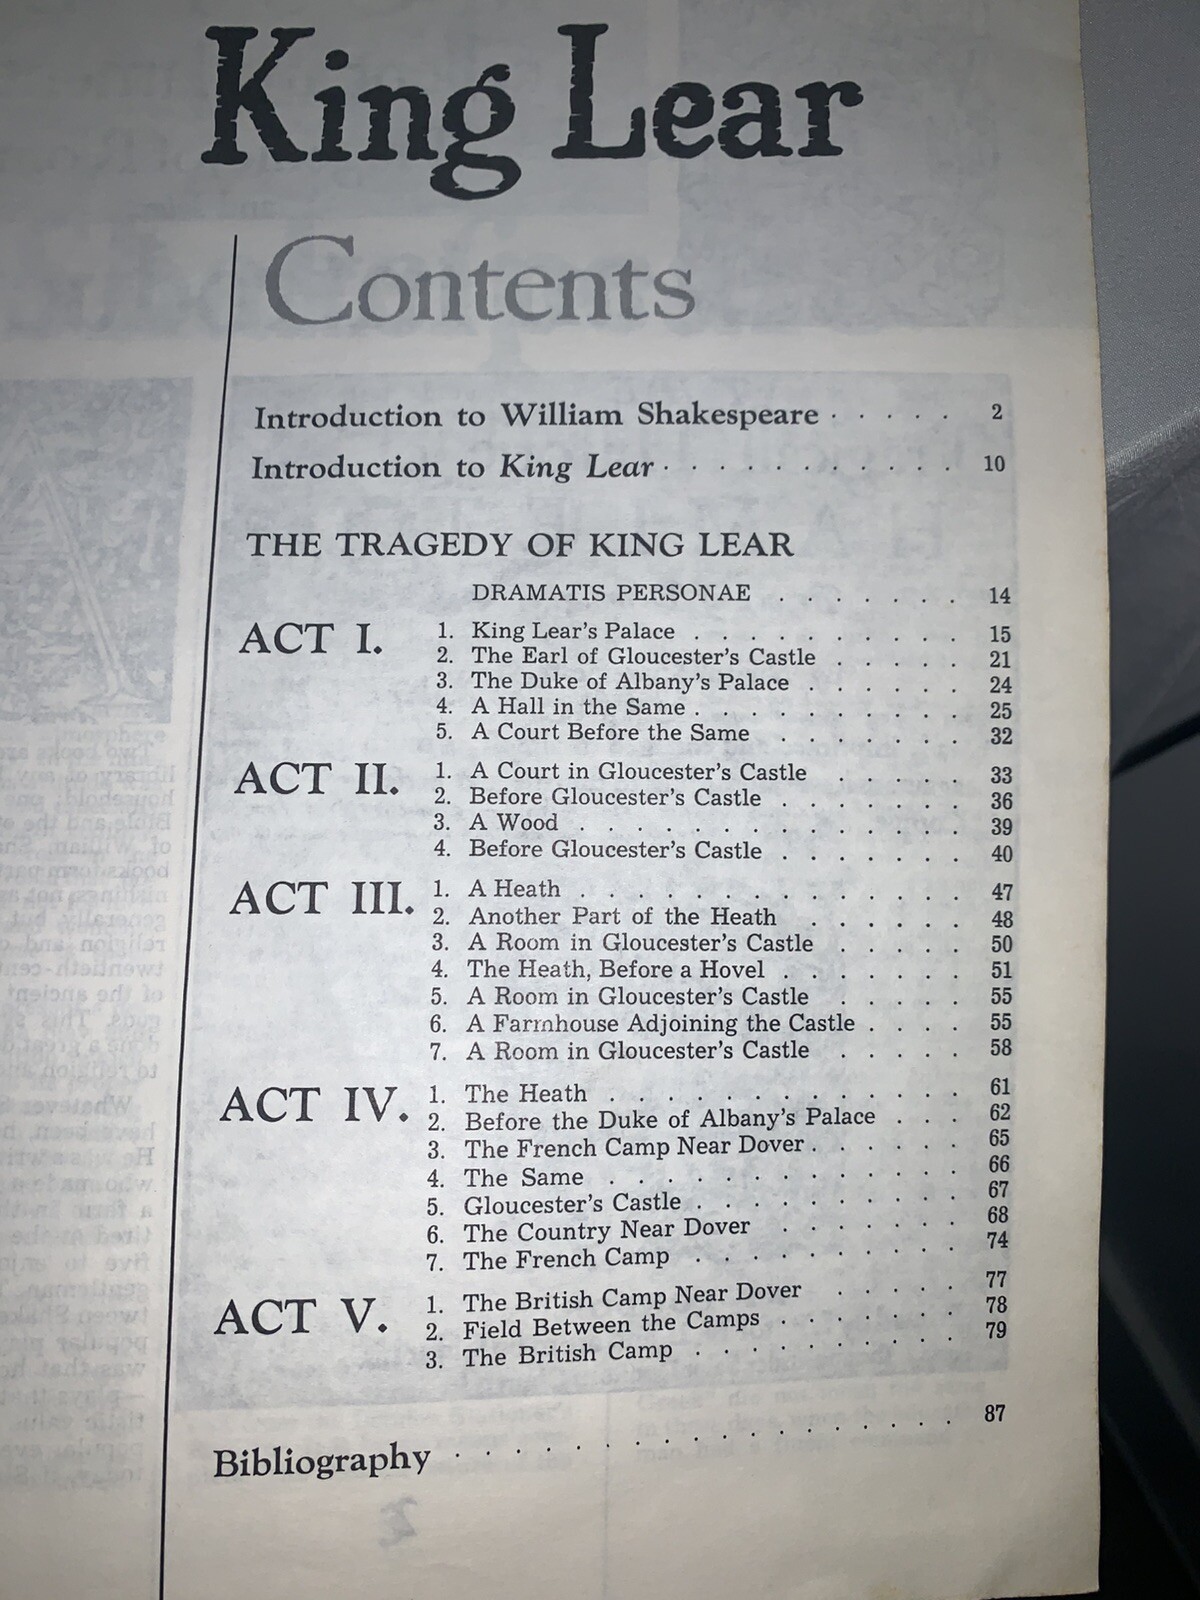 King Lear
Contents
Introduction to William Shakespeare . . . . . 2
Introduction to King Lear . . . . . . . . . . . 10
THE TRAGEDY OF KING LEAR
DRAMATIS PERSONAE . . . . . . . 14
ACT I. 1. King Lear's Palace . . . . . . . . . . 15
2. The Earl of Gloucester's Castle . . . . . 21
3. The Duke of Albany's Palace . . . . . . 24
4. A Hall in the Same . . . . . . . . . . 25
5. A Court Before the Same . . . . . . . 32
ACT II. 1. A Court in Gloucester's Castle . . . . . 33
2. Before Gloucester's Castle . . . . . . . 36
3. A Wood . . . . . . . . . . . . . . 39
4. Before Gloucester's Castle . . . . . . . 40
ACT III. 1. A Heath . . . . . . . . . . . . . . 47
2. Another Part of the Heath . . . . . . 48
3. A Room in Gloucester's Castle . . . . . 50
4. The Heath, Before a Hovel . . . . . . . 51
5. A Room in Gloucester's Castle . . . . . 55
6. A Farmhouse Adjoining the Castle . . . . 55
7. A Room in Gloucester's Castle . . . . . 58
ACT IV. 1. The Heath . . . . . . . . . . . . . 61
2. Before the Duke of Albany's Palace . . . 62
3. The French Camp Near Dover . . . . . . 65
4. The Same . . . . . . . . . . . . . 66
5. Gloucester's Castle . . . . . . . . . . 67
6. The Country Near Dover . . . . . . . 68
7. The French Camp . . . . . . . . . . 74
ACT V. 1. The British Camp Near Dover . . . . . 77
2. Field Between the Camps . . . . . . . 78
3. The British Camp . . . . . . . . . . 79
Bibliography . . . . . . . . . . . . . . . . . . 87